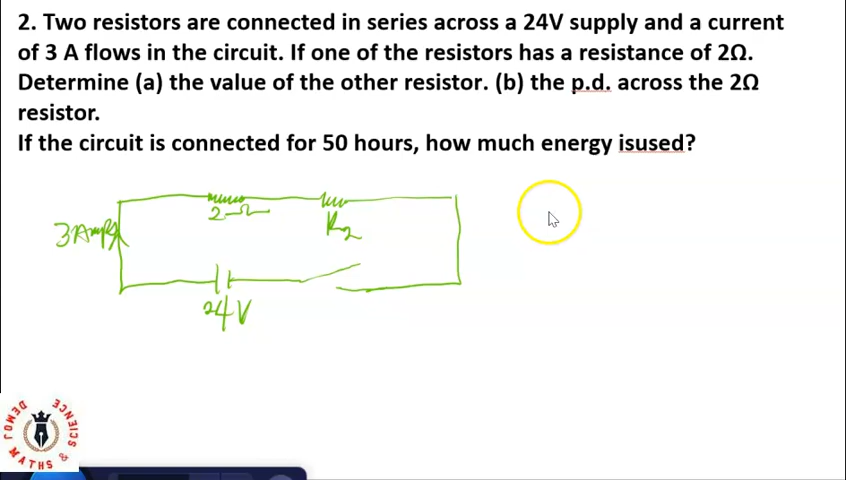 2. Two resistors are connected in series across a 24V supply and a current
of 3 A flows in the circuit. If one of the resistors has a resistance of 2Ω.
Determine (a) the value of the other resistor. (b) the p.d. across the 2Ω
resistor.
If the circuit is connected for 50 hours, how much energy isused?
2Ω
R2
3Amps
24V
DEMOJ MATHS & SCIENCE